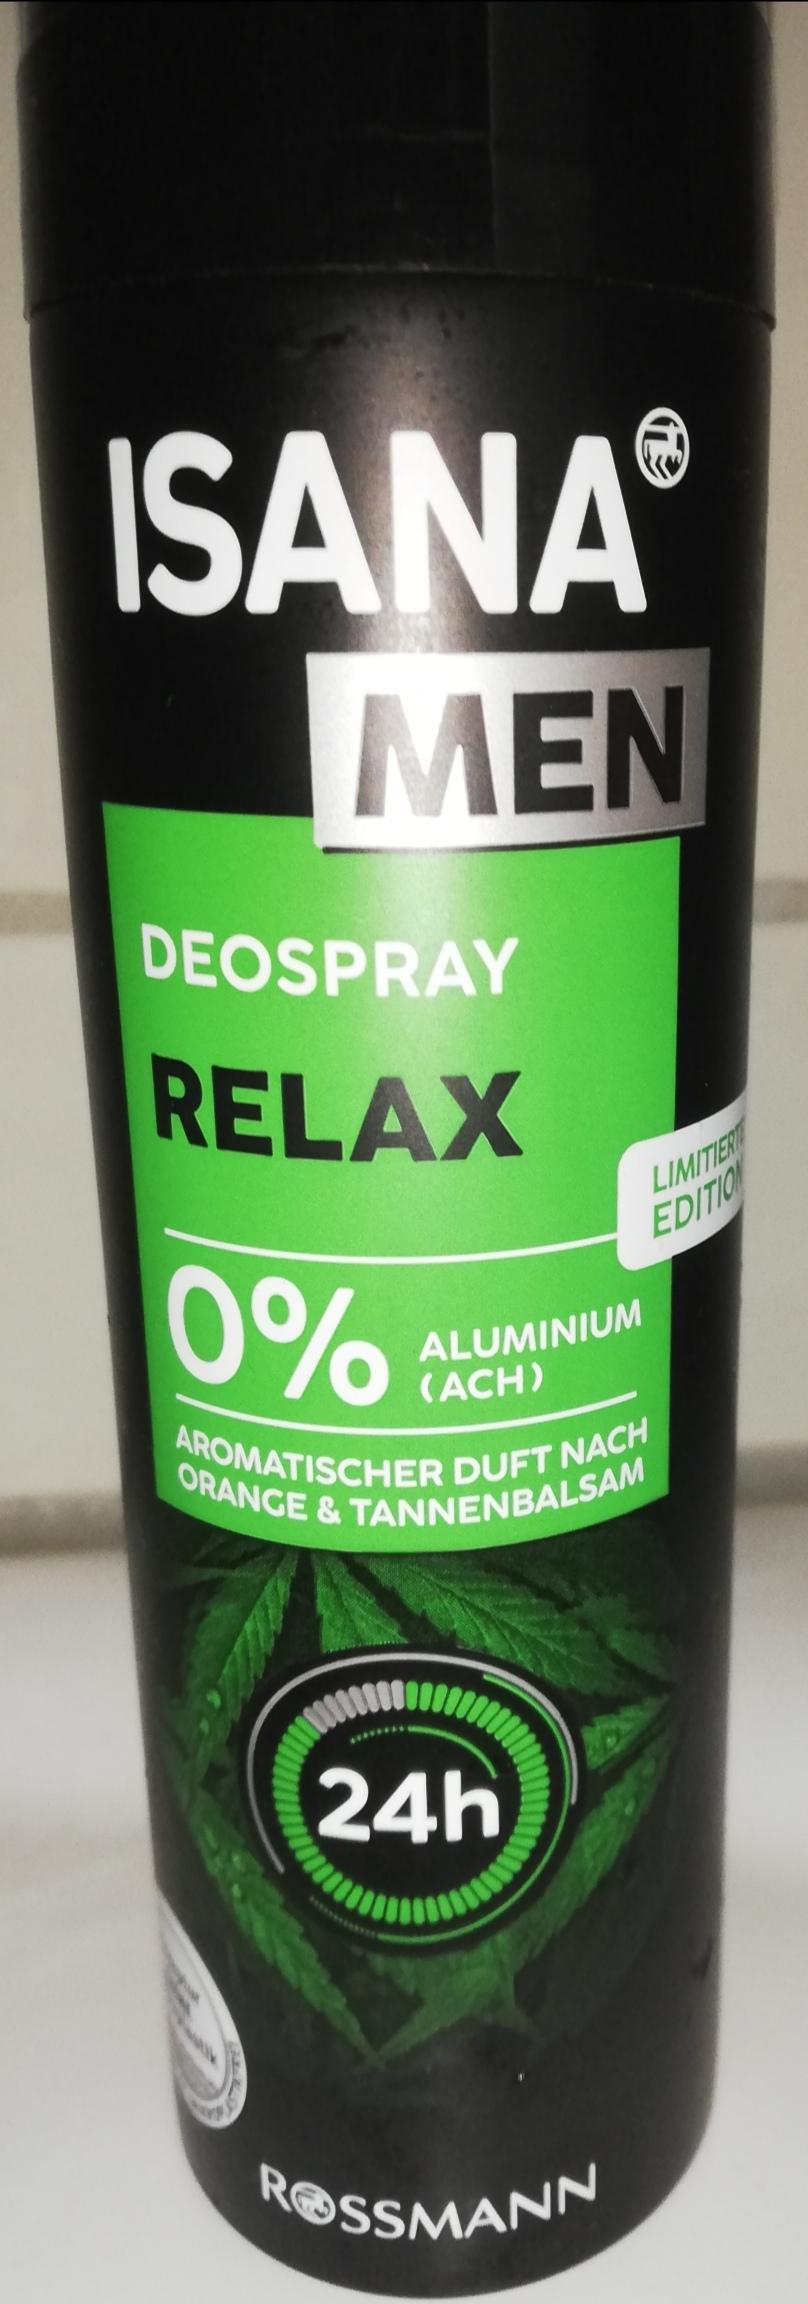 ISANA
MEN
DEOSPRAY
RELAX
LIMITIERTE
EDITION
0% ALUMINIUM
(ACH)
AROMATISCHER DUFT NACH
ORANGE & TANNENBALSAM
24h
ROSSMANN